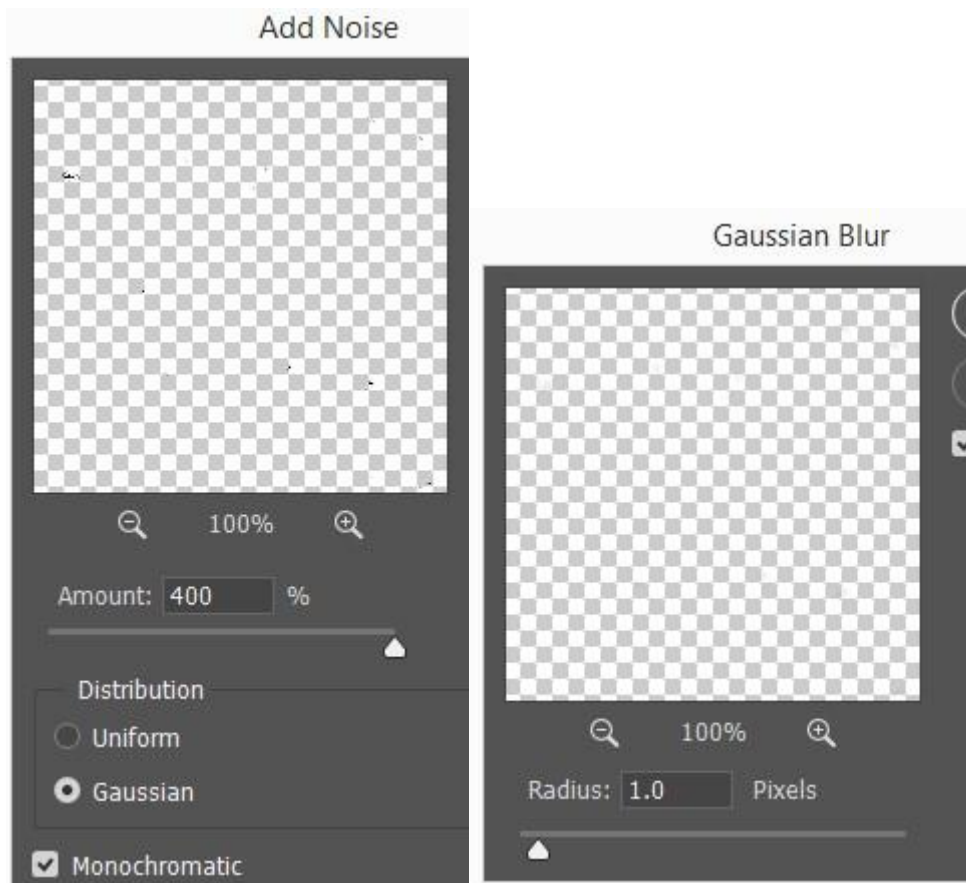 Add Noise
100%
Amount: 400 %
Distribution
Uniform
Gaussian
Monochromatic
Gaussian Blur
100%
Radius: 1.0 Pixels